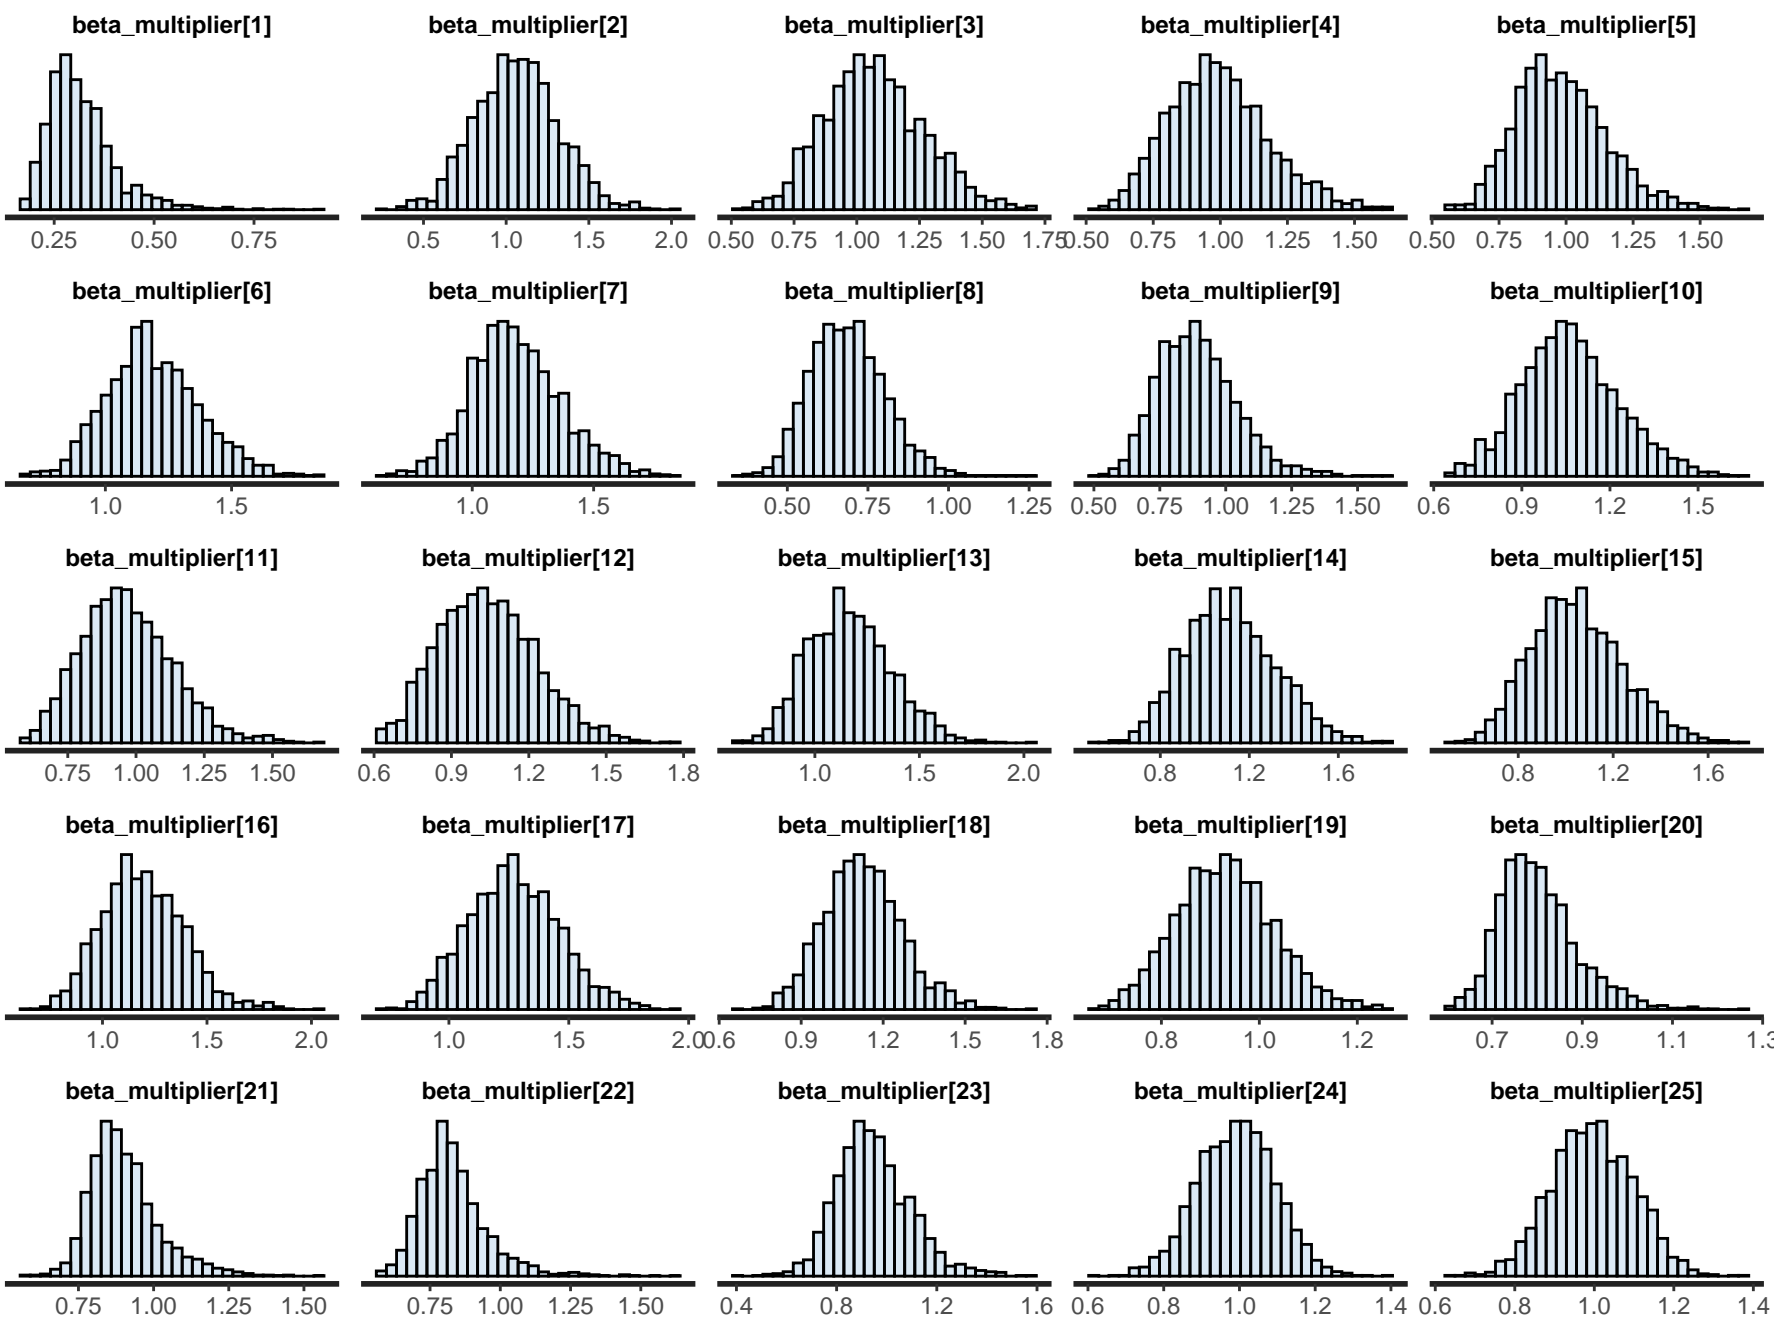 beta_multiplier[1] beta_multiplier[2] beta_multiplier[3] beta_multiplier[4] beta_multiplier[5]
0.25 0.50 0.75 0.5 1.0 1.5 2.0 0.50 0.75 1.00 1.25 1.50 1.75 0.50 0.75 1.00 1.25 1.50 0.50 0.75 1.00 1.25 1.50
beta_multiplier[6] beta_multiplier[7] beta_multiplier[8] beta_multiplier[9] beta_multiplier[10]
1.0 1.5 1.0 1.5 0.50 0.75 1.00 1.25 0.50 0.75 1.00 1.25 1.50 0.6 0.9 1.2 1.5
beta_multiplier[11] beta_multiplier[12] beta_multiplier[13] beta_multiplier[14] beta_multiplier[15]
0.75 1.00 1.25 1.50 0.6 0.9 1.2 1.5 1.8 1.0 1.5 2.0 0.8 1.2 1.6 0.8 1.2 1.6
beta_multiplier[16] beta_multiplier[17] beta_multiplier[18] beta_multiplier[19] beta_multiplier[20]
1.0 1.5 2.0 1.0 1.5 2.0 0.6 0.9 1.2 1.5 1.8 0.8 1.0 1.2 0.7 0.9 1.1 1.3
beta_multiplier[21] beta_multiplier[22] beta_multiplier[23] beta_multiplier[24] beta_multiplier[25]
0.75 1.00 1.25 1.50 0.75 1.00 1.25 1.50 0.4 0.8 1.2 1.6 0.6 0.8 1.0 1.2 1.4 0.6 0.8 1.0 1.2 1.4